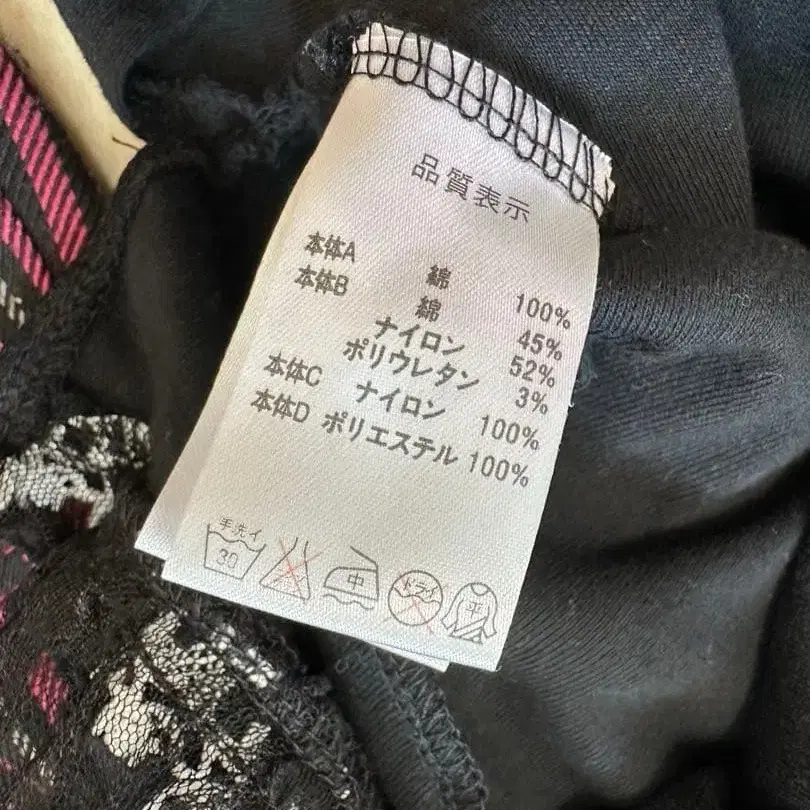 品質表示
本体A 綿 100%
本体B 綿 45%
ナイロン 52%
ポリウレタン 3%
本体C ナイロン 100%
本体D ポリエステル 100%
手洗イ
30
中
ドライ
平